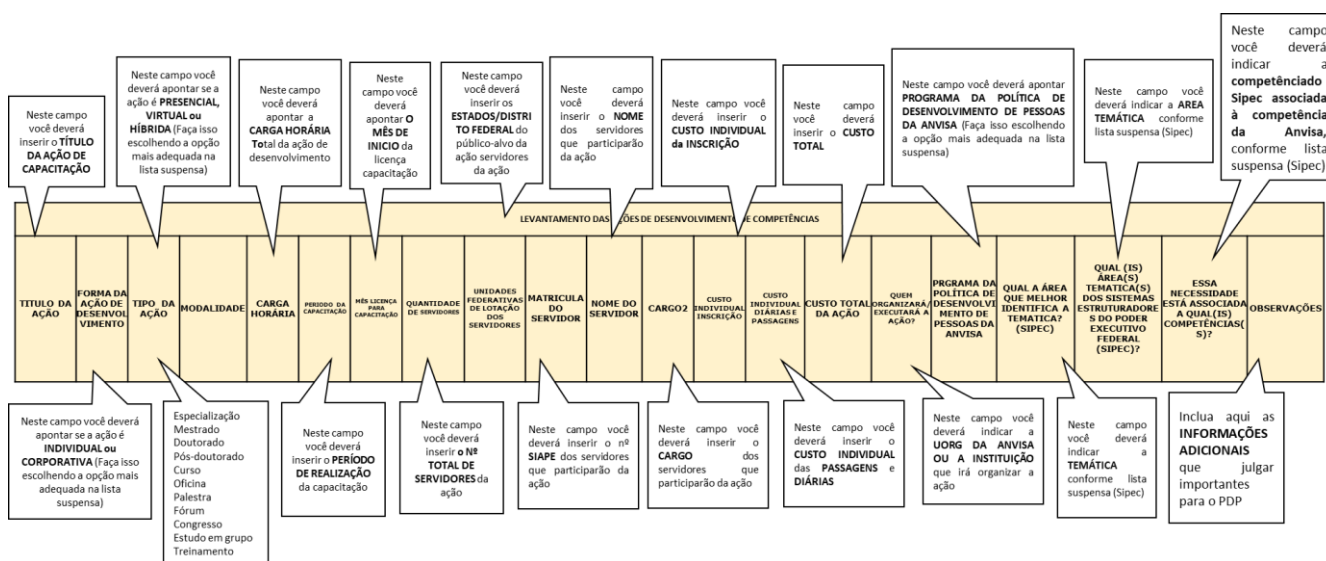 Neste campo
você deverá
inserir o TÍTULO
DA AÇÃO DE
CAPACITAÇÃO
Neste campo você
deverá apontar se a
ação é PRESENCIAL,
VIRTUAL ou
HÍBRIDA (Faça isso
escolhendo a opção
mais adequada na
lista suspensa)
Neste campo
você deverá
apontar a
CARGA HORÁRIA
Total da ação de
desenvolvimento
Neste
campo você
deverá
apontar O
MÊS DE
INICIO da
licença
capacitação
Neste campo
você deverá
inserir os
ESTADOS/DISTRI
TO FEDERAL do
público-alvo da
ação servidores
da ação
Neste campo
você deverá
inserir o NOME
dos servidores
que participarão
da ação
Neste campo
você deverá
inserir o CUSTO
INDIVIDUAL
da INSCRIÇÃO
Neste
campo você
deverá
inserir o CUSTO
TOTAL
Neste campo você deverá apontar
PROGRAMA DA POLÍTICA DE
DESENVOLVIMENTO DE PESSOAS
DA ANVISA (Faça isso escolhendo
a opção mais adequada na lista
suspensa)
Neste campo
você
deverá indicar a AREA
TEMÁTICA conforme
lista suspensa (Sipec)
Neste campo
você deverá
indicar a
competênciado
Sipec associada
à competência
da Anvisa,
conforme lista
suspensa (Sipec)
LEVANTAMENTO DAS AÇÕES DE DESENVOLVIMENTO DE COMPETÊNCIAS
TITULO DA
AÇÃO
FORMA DA
AÇÃO DE
DESENVOL
VIMENTO
TIPO DA
AÇÃO
MODALIDADE
CARGA
HORÁRIA
PERIODO DA
CAPACITAÇÃO
MÊS LICENÇA
PARA
CAPACITAÇÃO
QUANTIDADE
DE SERVIDORES
UNIDADES
FEDERATIVAS
DE LOTAÇÃO DOS
SERVIDORES
MATRICULA
DO
SERVIDOR
NOME DO
SERVIDOR
CARGO2
CUSTO
INDIVIDUAL
INSCRIÇÃO
CUSTO
INDIVIDUAL
DIÁRIAS E
PASSAGENS
CUSTO TOTAL
DA AÇÃO
QUEM
ORGANIZARÁ/
EXECUTARÁ A
AÇÃO?
PRGRAMA DA
POLÍTICA DE
DESENVOLVI
MENTO DE
PESSOAS DA
ANVISA
QUAL A ÁREA
QUE MELHOR
IDENTIFICA A
TEMATICA?
(SIPEC)
QUAL (IS)
ÁREA(S)
TEMATICA(S)
DOS SISTEMAS
ESTRUTURADORE
S DO PODER
EXECUTIVO
FEDERAL
(SIPEC)?
ESSA
NECESSIDADE
ESTÁ ASSOCIADA
A QUAL(IS)
COMPETÊNCIAS(
S)?
OBSERVAÇÕES
Neste campo você deverá
apontar se a ação é
INDIVIDUAL ou
CORPORATIVA (Faça isso
escolhendo a opção mais
adequada na lista
suspensa)
Especialização
Mestrado
Doutorado
Pós-doutorado
Curso
Oficina
Palestra
Fórum
Congresso
Estudo em grupo
Treinamento
Neste campo
você deverá
inserir o PERÍODO
DE REALIZAÇÃO
da capacitação
Neste campo
você deverá
inserir o Nº
TOTAL DE
SERVIDORES da
ação
Neste campo você
deverá inserir o nº
SIAPE dos servidores
que participarão da
ação
Neste campo você
deverá inserir o
CARGO dos
servidores que
participarão da ação
Neste campo você
deverá inserir o
CUSTO INDIVIDUAL
das PASSAGENS e
DIÁRIAS
Neste campo você
deverá indicar a
UORG DA ANVISA
OU A INSTITUIÇÃO
que irá organizar a
ação
Neste campo
você deverá
indicar a
TEMÁTICA
conforme lista
suspensa (Sipec)
Inclua aqui as
INFORMAÇÕES
ADICIONAIS
que julgar
importantes
para o PDP